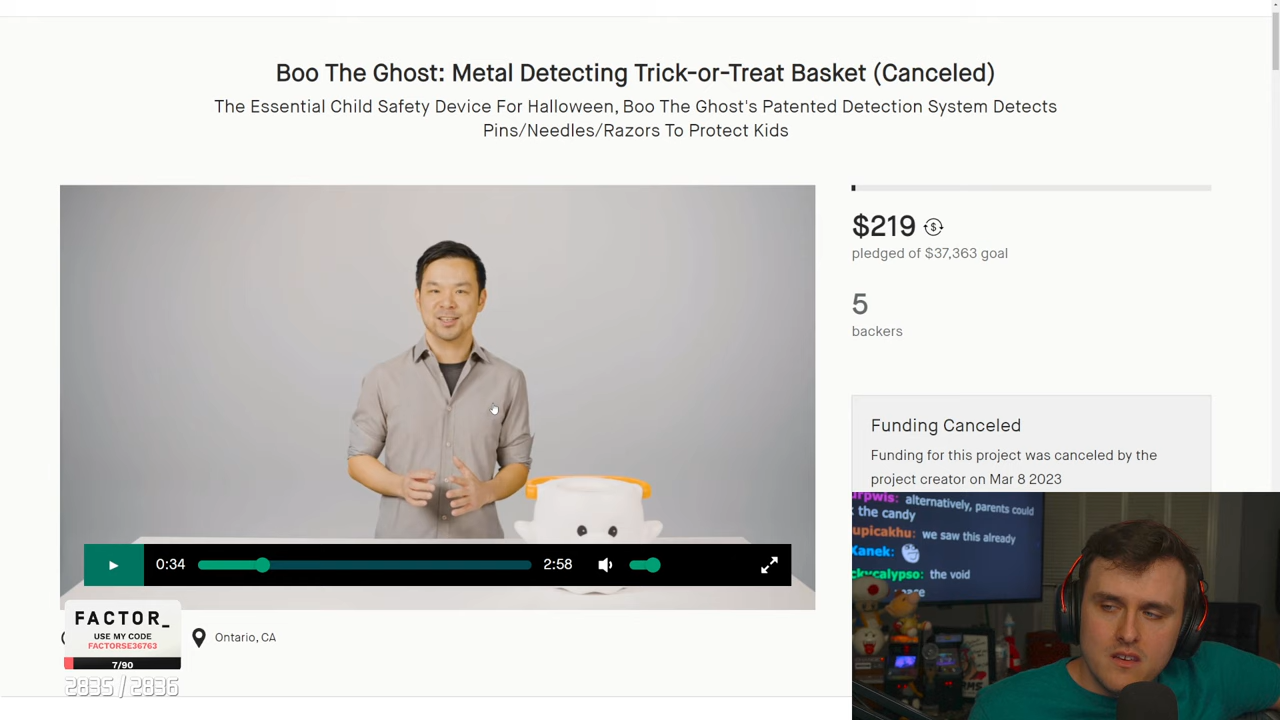 Boo The Ghost: Metal Detecting Trick-or-Treat Basket (Canceled)
The Essential Child Safety Device For Halloween, Boo The Ghost's Patented Detection System Detects
Pins/Needles/Razors To Protect Kids
$219
pledged of $37,363 goal
5
backers
Funding Canceled
Funding for this project was canceled by the
project creator on Mar 8 2023
0:34
2:58
Ontario, CA
FACTOR_
USE MY CODE
FACTORSE36763
7/90
2835 / 2836
urpwis: alternatively, parents could
the candy
upicakhu: we saw this already
Kanek:
ckycalypso: the void